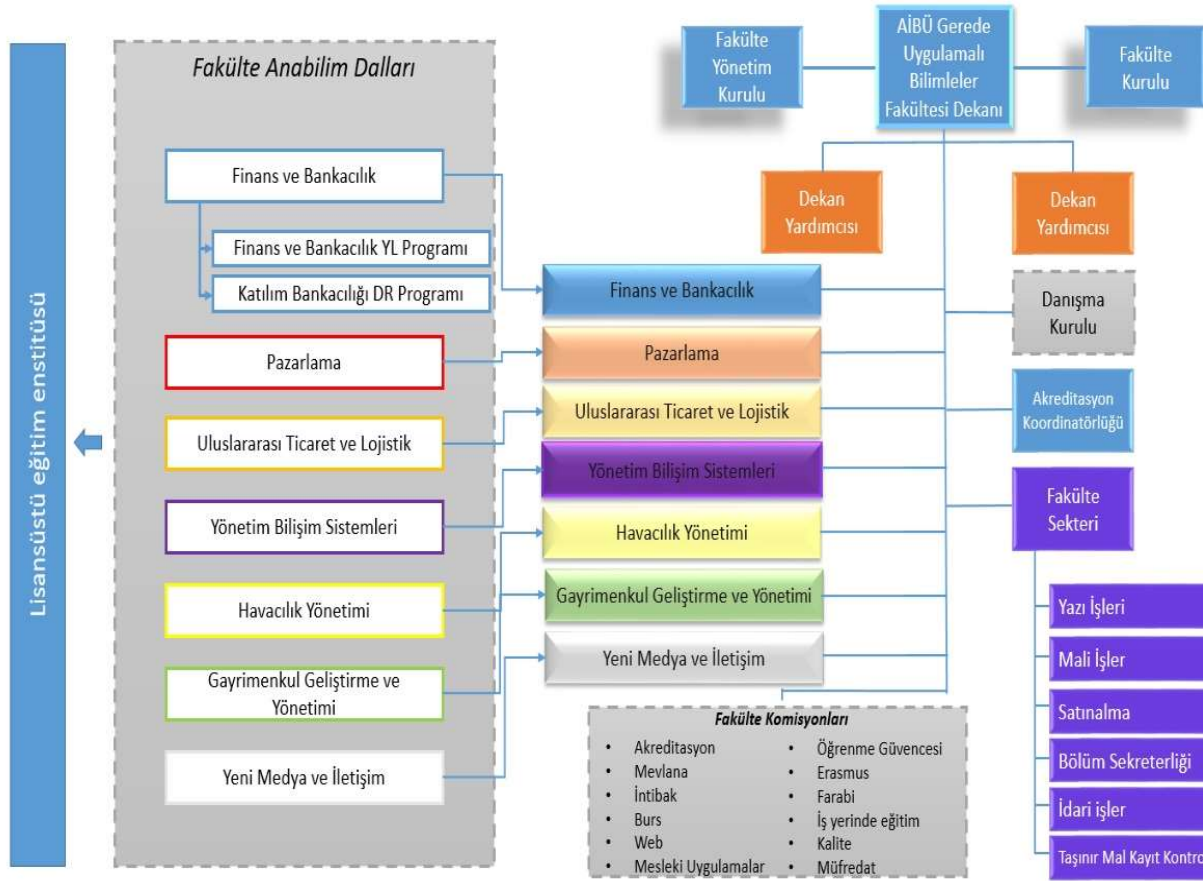 Lisansüstü eğitim enstitüsü
Fakülte Anabilim Dalları
Finans ve Bankacılık
Finans ve Bankacılık YL Programı
Katılım Bankacılığı DR Programı
Pazarlama
Uluslararası Ticaret ve Lojistik
Yönetim Bilişim Sistemleri
Havacılık Yönetimi
Gayrimenkul Geliştirme ve
Yönetimi
Yeni Medya ve İletişim
Fakülte
Yönetim
Kurulu
AİBÜ Gerede
Uygulamalı
Bilimleler
Fakültesi Dekanı
Fakülte
Kurulu
Dekan
Yardımcısı
Dekan
Yardımcısı
Finans ve Bankacılık
Pazarlama
Uluslararası Ticaret ve Lojistik
Yönetim Bilişim Sistemleri
Havacılık Yönetimi
Gayrimenkul Geliştirme ve Yönetimi
Yeni Medya ve İletişim
Danışma
Kurulu
Akreditasyon
Koordinatörlüğü
Fakülte
Sekteri
Yazı İşleri
Mali İşler
Satınalma
Bölüm Sekreterliği
İdari işler
Taşınır Mal Kayıt Kontrol
Fakülte Komisyonları
• Akreditasyon
• Mevlana
• İntibak
• Burs
• Web
• Mesleki Uygulamalar
• Öğrenme Güvencesi
• Erasmus
• Farabi
• İş yerinde eğitim
• Kalite
• Müfredat